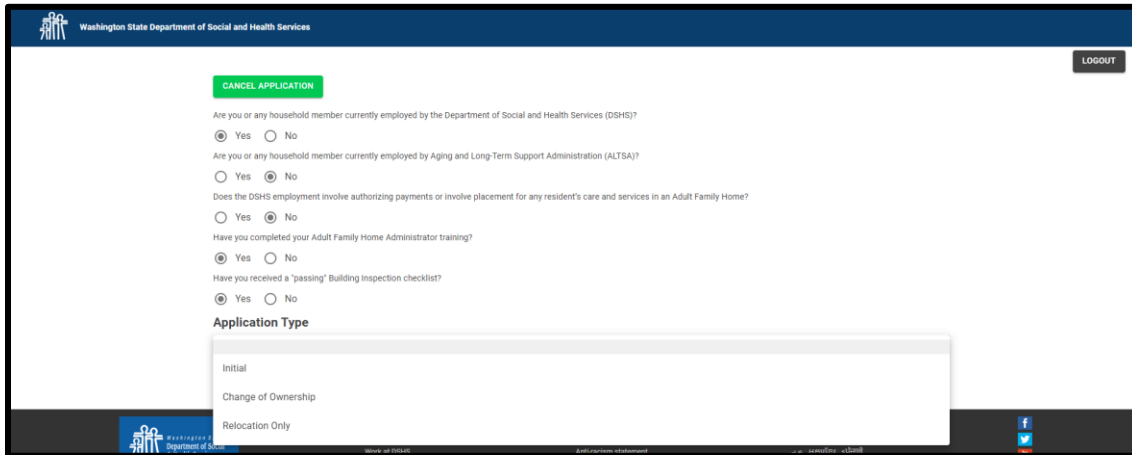 Washington State Department of Social and Health Services
LOGOUT
CANCEL APPLICATION
Are you or any household member currently employed by the Department of Social and Health Services (DSHS)?
Yes No
Are you or any household member currently employed by Aging and Long-Term Support Administration (ALTSA)?
Yes No
Does the DSHS employment involve authorizing payments or involve placement for any resident's care and services in an Adult Family Home?
Yes No
Have you completed your Adult Family Home Administrator training?
Yes No
Have you received a "passing" Building Inspection checklist?
Yes No
Application Type
Initial
Change of Ownership
Relocation Only
Washington S
Department of Social
Work at DSHS Anti-racism statement